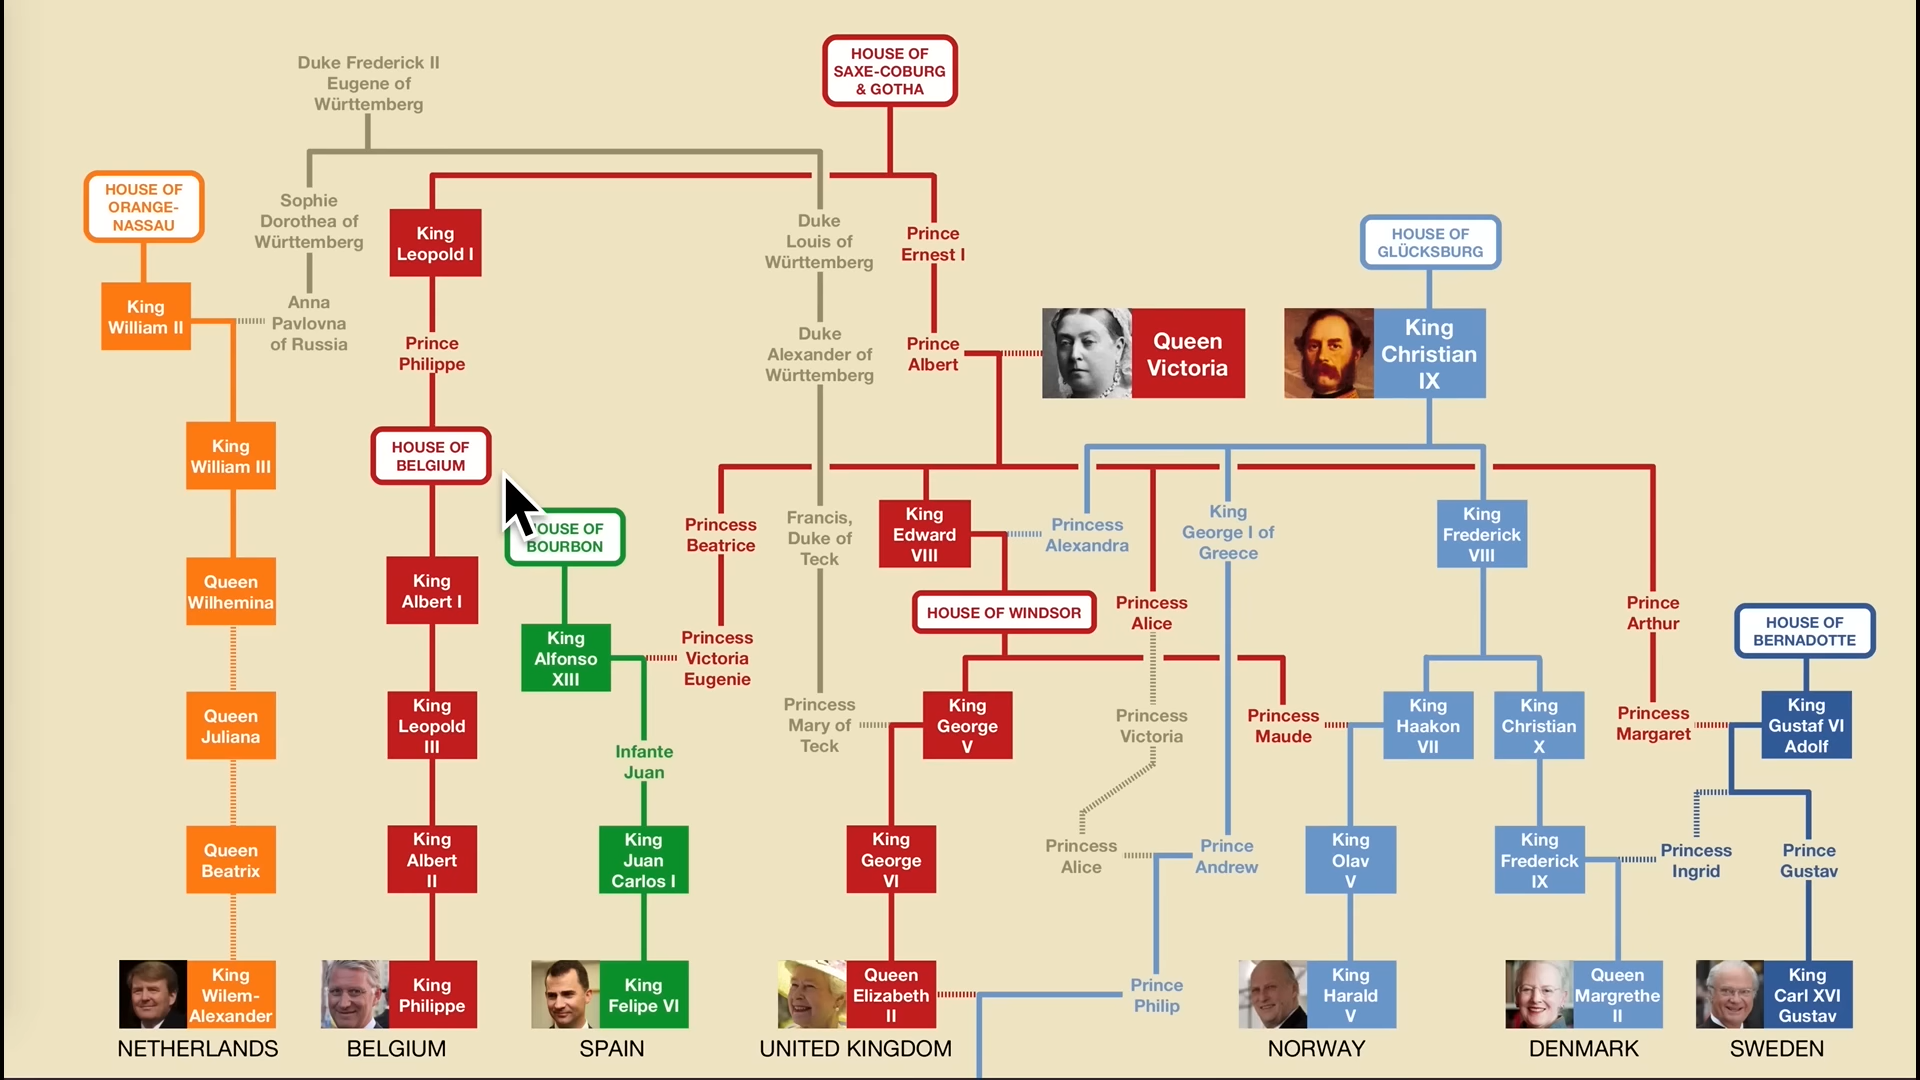 Duke Frederick II
Eugene of
Württemberg
HOUSE OF
SAXE-COBURG
& GOTHA
HOUSE OF
ORANGE-
NASSAU
Sophie
Dorothea of
Württemberg
King
Leopold I
Duke
Louis of
Württemberg
Prince
Ernest I
HOUSE OF
GLÜCKSBURG
King
William II
Anna
Pavlovna
of Russia
Prince
Philippe
Duke
Alexander of
Württemberg
Prince
Albert
Queen
Victoria
King
Christian
IX
King
William III
HOUSE OF
BELGIUM
HOUSE OF
BOURBON
Princess
Beatrice
Francis,
Duke of
Teck
King
Edward
VIII
Princess
Alexandra
King
George I of
Greece
King
Frederick
VIII
Queen
Wilhemina
King
Albert I
King
Alfonso
XIII
Princess
Victoria
Eugenie
HOUSE OF WINDSOR
Princess
Alice
Prince
Arthur
HOUSE OF
BERNADOTTE
Queen
Juliana
King
Leopold
III
Infante
Juan
Princess
Mary of
Teck
King
George
V
Princess
Victoria
Princess
Maude
King
Haakon
VII
King
Christian
X
Princess
Margaret
King
Gustaf VI
Adolf
Queen
Beatrix
King
Albert
II
King
Juan
Carlos I
King
George
VI
Princess
Alice
Prince
Andrew
King
Olav
V
King
Frederick
IX
Princess
Ingrid
Prince
Gustav
King
Wilem-
Alexander
King
Philippe
King
Felipe VI
Queen
Elizabeth
II
Prince
Philip
King
Harald
V
Queen
Margrethe
II
King
Carl XVI
Gustav
NETHERLANDS
BELGIUM
SPAIN
UNITED KINGDOM
NORWAY
DENMARK
SWEDEN